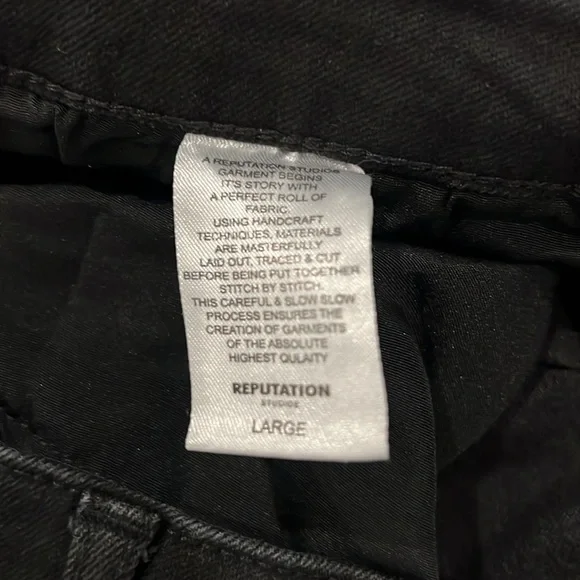 A REPUTATION STUDIOS
GARMENT BEGINS
IT'S STORY WITH
A PERFECT ROLL OF
FABRIC.
USING HANDCRAFT
TECHNIQUES, MATERIALS
ARE MASTERFULLY
LAID OUT, TRACED & CUT
BEFORE BEING PUT TOGETHER
STITCH BY STITCH.
THIS CAREFUL & SLOW SLOW
PROCESS ENSURES THE
CREATION OF GARMENTS
OF THE ABSOLUTE
HIGHEST QULAITY
REPUTATION
STUDIOS
LARGE